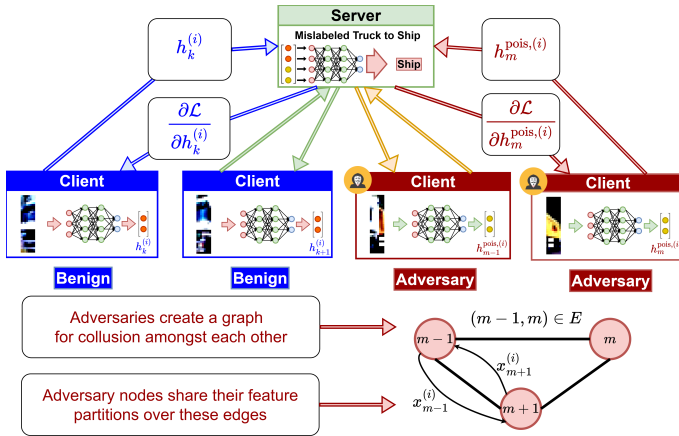 Server
Mislabeled Truck to Ship
Ship
h_k^{(i)}
h_m^{pois,(i)}
∂ℒ/∂h_k^{(i)}
∂ℒ/∂h_m^{pois,(i)}
Client
Client
Client
Client
h_k^{(i)}
h_{k+1}^{(i)}
h_{m-1}^{pois,(i)}
h_m^{pois,(i)}
Benign
Benign
Adversary
Adversary
Adversaries create a graph
for collusion amongst each other
(m − 1, m) ∈ E
m − 1
m
x_{m+1}^{(i)}
Adversary nodes share their feature
partitions over these edges
x_{m-1}^{(i)}
m + 1